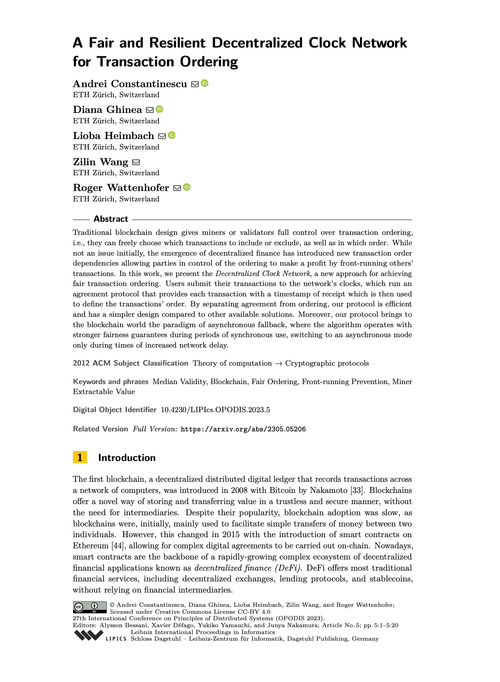 A Fair and Resilient Decentralized Clock Network
for Transaction Ordering
Andrei Constantinescu
ETH Zürich, Switzerland
Diana Ghinea
ETH Zürich, Switzerland
Lioba Heimbach
ETH Zürich, Switzerland
Zilin Wang
ETH Zürich, Switzerland
Roger Wattenhofer
ETH Zürich, Switzerland
Abstract
Traditional blockchain design gives miners or validators full control over transaction ordering,
i.e., they can freely choose which transactions to include or exclude, as well as in which order. While
not an issue initially, the emergence of decentralized finance has introduced new transaction order
dependencies allowing parties in control of the ordering to make a profit by front-running others'
transactions. In this work, we present the Decentralized Clock Network, a new approach for achieving
fair transaction ordering. Users submit their transactions to the network's clocks, which run an
agreement protocol that provides each transaction with a timestamp of receipt which is then used
to define the transactions' order. By separating agreement from ordering, our protocol is efficient
and has a simpler design compared to other available solutions. Moreover, our protocol brings to
the blockchain world the paradigm of asynchronous fallback, where the algorithm operates with
stronger fairness guarantees during periods of synchronous use, switching to an asynchronous mode
only during times of increased network delay.
2012 ACM Subject Classification Theory of computation → Cryptographic protocols
Keywords and phrases Median Validity, Blockchain, Fair Ordering, Front-running Prevention, Miner
Extractable Value
Digital Object Identifier 10.4230/LIPIcs.OPODIS.2023.5
Related Version Full Version: https://arxiv.org/abs/2305.05206
1 Introduction
The first blockchain, a decentralized distributed digital ledger that records transactions across
a network of computers, was introduced in 2008 with Bitcoin by Nakamoto [33]. Blockchains
offer a novel way of storing and transferring value in a trustless and secure manner, without
the need for intermediaries. Despite their popularity, blockchain adoption was slow, as
blockchains were, initially, mainly used to facilitate simple transfers of money between two
individuals. However, this changed in 2015 with the introduction of smart contracts on
Ethereum [44], allowing for complex digital agreements to be carried out on-chain. Nowadays,
smart contracts are the backbone of a rapidly-growing complex ecosystem of decentralized
financial applications known as decentralized finance (DeFi). DeFi offers most traditional
financial services, including decentralized exchanges, lending protocols, and stablecoins,
without relying on financial intermediaries.
© Andrei Constantinescu, Diana Ghinea, Lioba Heimbach, Zilin Wang, and Roger Wattenhofer;
licensed under Creative Commons License CC-BY 4.0
27th International Conference on Principles of Distributed Systems (OPODIS 2023).
Editors: Alysson Bessani, Xavier Défago, Yukiko Yamauchi, and Junya Nakamura; Article No. 5; pp. 5:1–5:20
Leibniz International Proceedings in Informatics
LIPICS Schloss Dagstuhl – Leibniz-Zentrum für Informatik, Dagstuhl Publishing, Germany